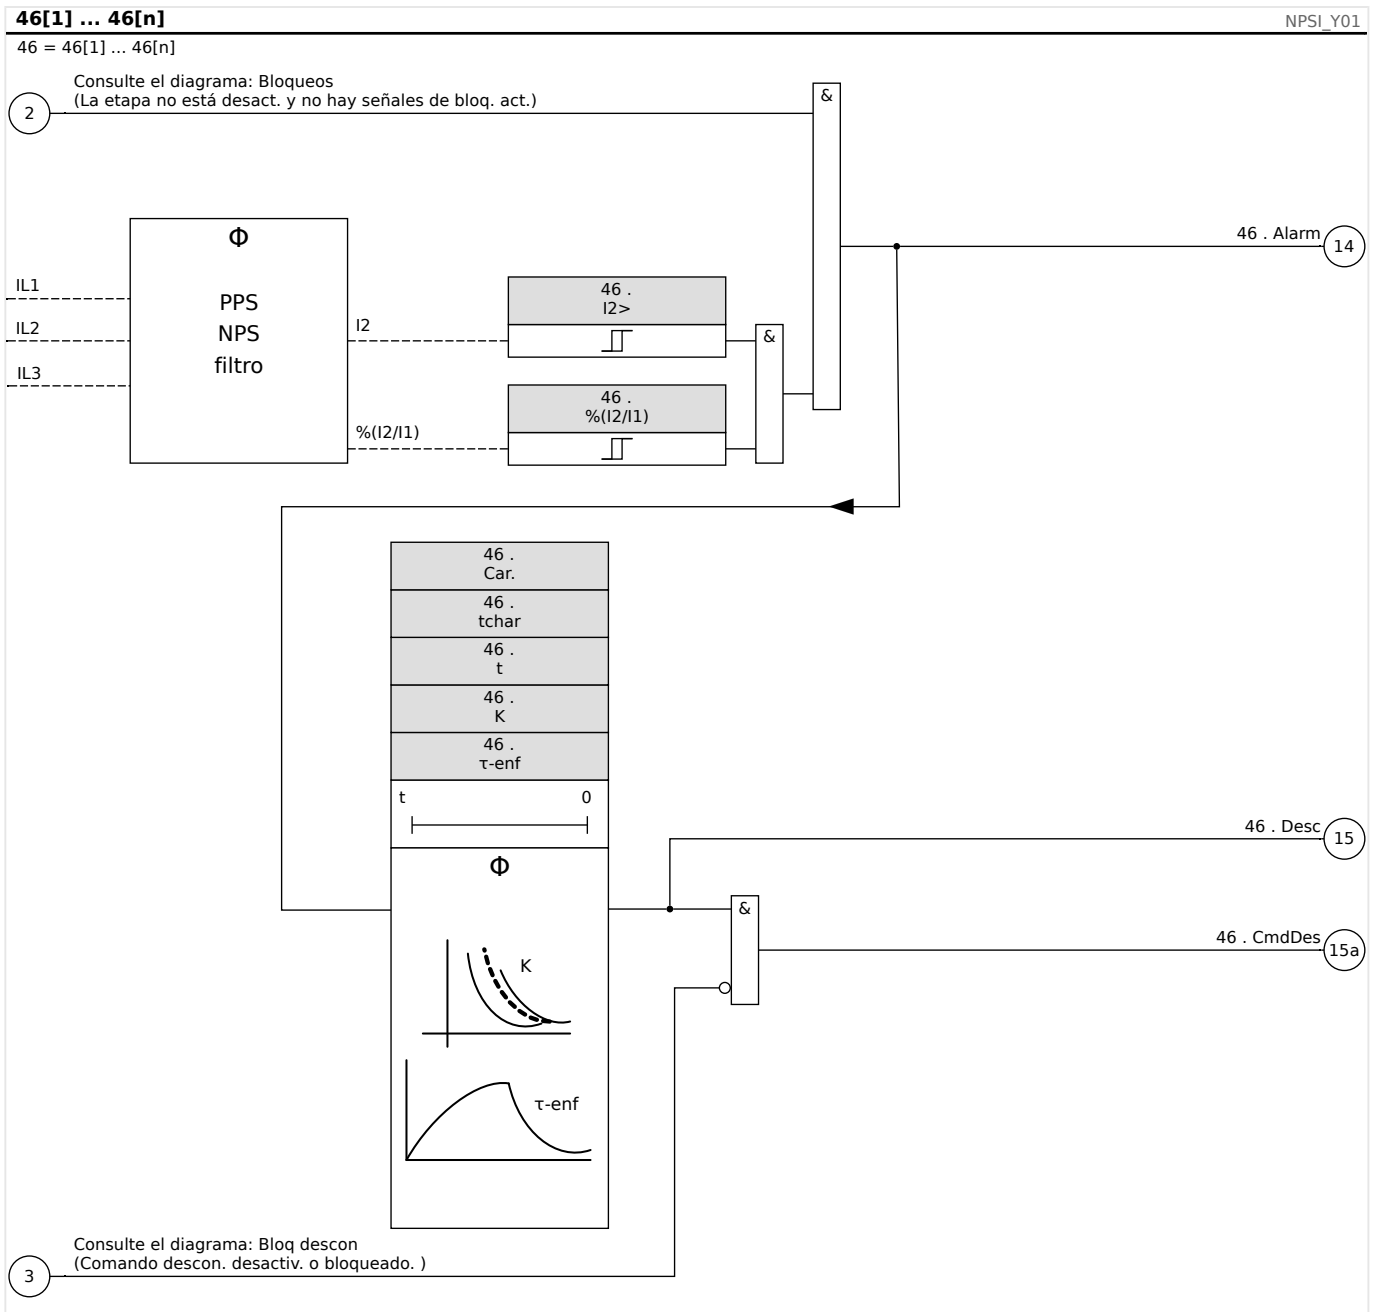 46[1] ... 46[n]
NPSI_Y01
46 = 46[1] ... 46[n]
Consulte el diagrama: Bloqueos
(La etapa no está desact. y no hay señales de bloq. act.)
2
&
46 . Alarm
14
Φ
PPS
NPS
filtro
IL1
IL2
IL3
I2
%(I2/I1)
46 .
I2>
46 .
%(I2/I1)
&
46 .
Car.
46 .
tchar
46 .
t
46 .
K
46 .
τ-enf
t
0
Φ
K
τ-enf
46 . Desc
15
&
46 . CmdDes
15a
Consulte el diagrama: Bloq descon
(Comando descon. desactiv. o bloqueado. )
3